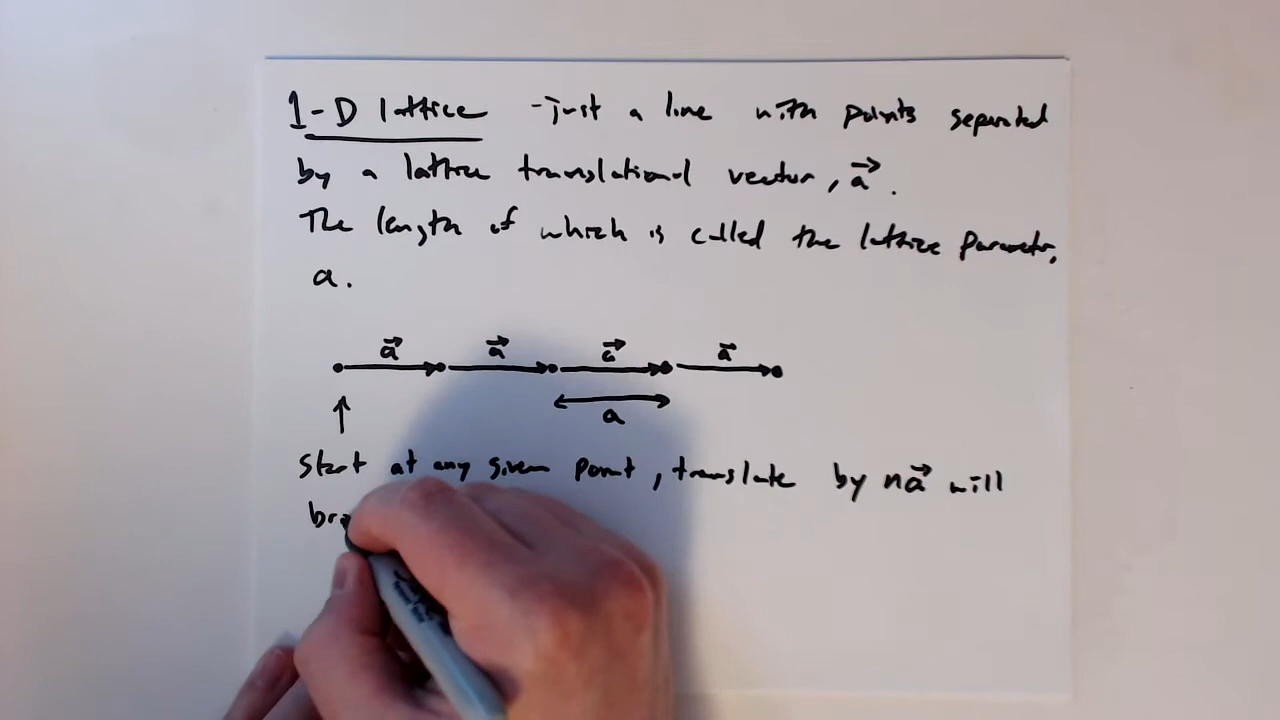 1-D lattice - Just a line with points separated
by a lattice translational vector, a⃗.
The length of which is called the lattice Parameter,
a.
a⃗ a⃗ a⃗ a⃗
a
Start at any given point, translate by na⃗ will